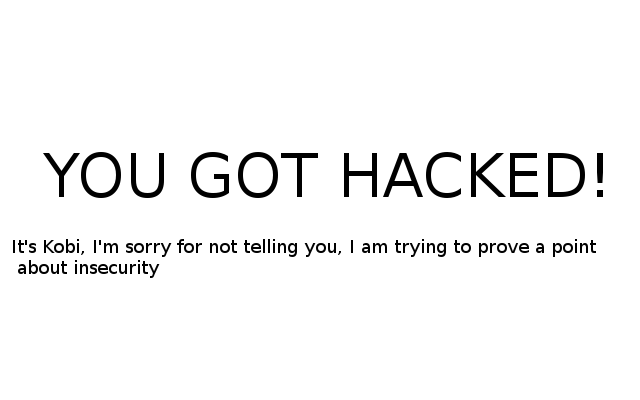 YOU GOT HACKED!
It's Kobi, I'm sorry for not telling you, I am trying to prove a point
about insecurity